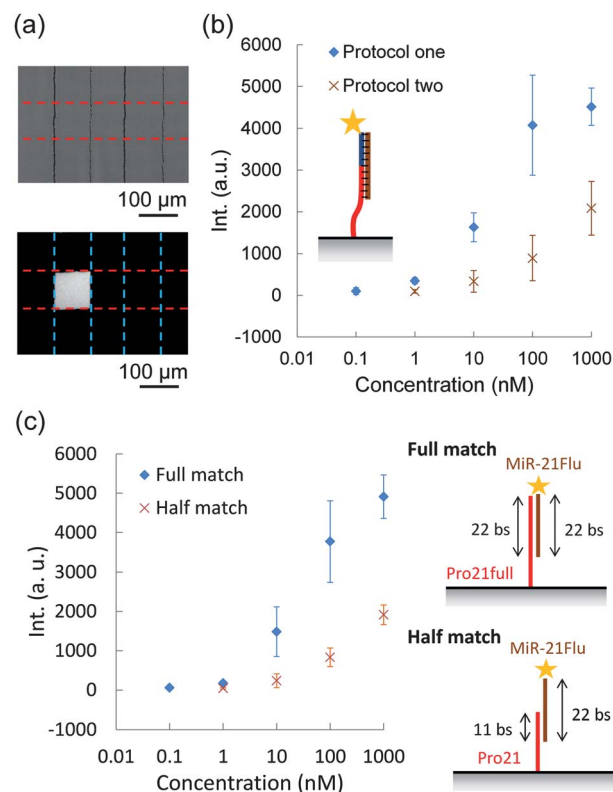 (a)
100 µm
100 µm
(b)
6000
5000
4000
3000
2000
1000
0
-1000
Int. (a.u.)
Protocol one
Protocol two
0.01 0.1 1 10 100 1000
Concentration (nM)
(c)
6000
5000
4000
3000
2000
1000
0
-1000
Int. (a. u.)
Full match
Half match
0.01 0.1 1 10 100 1000
Concentration (nM)
Full match
MiR-21Flu
22 bs 22 bs
Pro21full
Half match
MiR-21Flu
11 bs 22 bs
Pro21